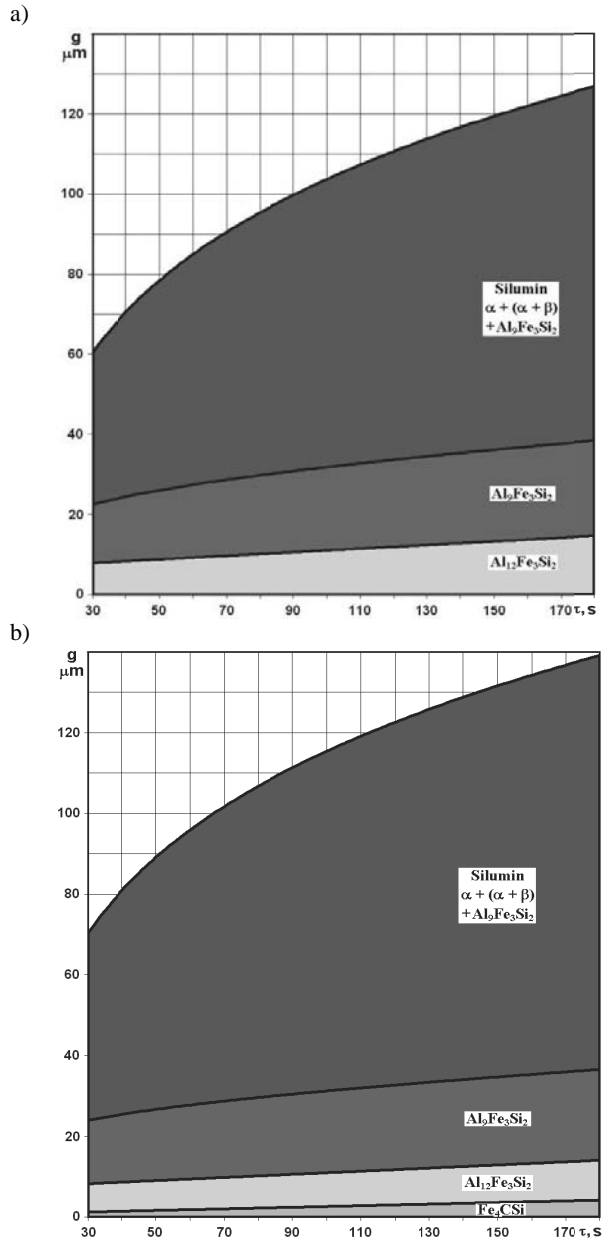 a)
g
μm
120
100
80
60
40
20
0
Silumin
α + (α + β)
+ Al₉Fe₃Si₂
Al₉Fe₃Si₂
Al₁₂Fe₃Si₂
30 50 70 90 110 130 150 170 τ, s
b)
g
μm
120
100
80
60
40
20
0
Silumin
α + (α + β)
+ Al₉Fe₃Si₂
Al₉Fe₃Si₂
Al₁₂Fe₃Si₂
Fe₄CSi
30 50 70 90 110 130 150 170 τ, s